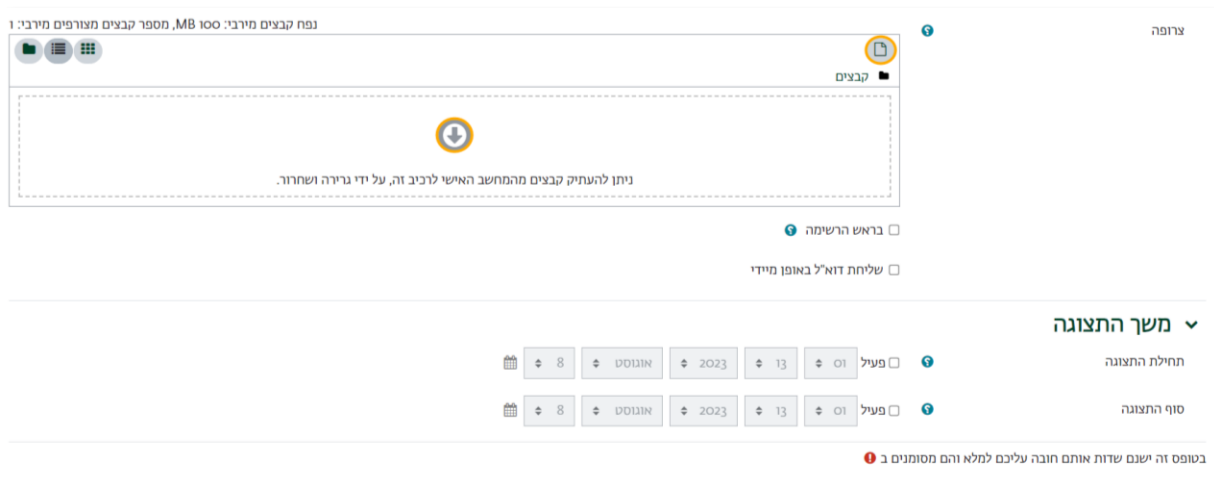 צרופה
נפח קבצים מירבי: 100 MB, מספר קבצים מצורפים מירבי: 1
קבצים
ניתן להעתיק קבצים מהמחשב האישי לרכיב זה, על ידי גרירה ושחרור.
בראש הרשימה
שליחת דוא"ל באופן מיידי
משך התצוגה
תחילת התצוגה פעיל 01 13 2023 אוגוסט 8
סוף התצוגה פעיל 01 13 2023 אוגוסט 8
בטופס זה ישנם שדות אותם חובה עליכם למלא והם מסומנים ב